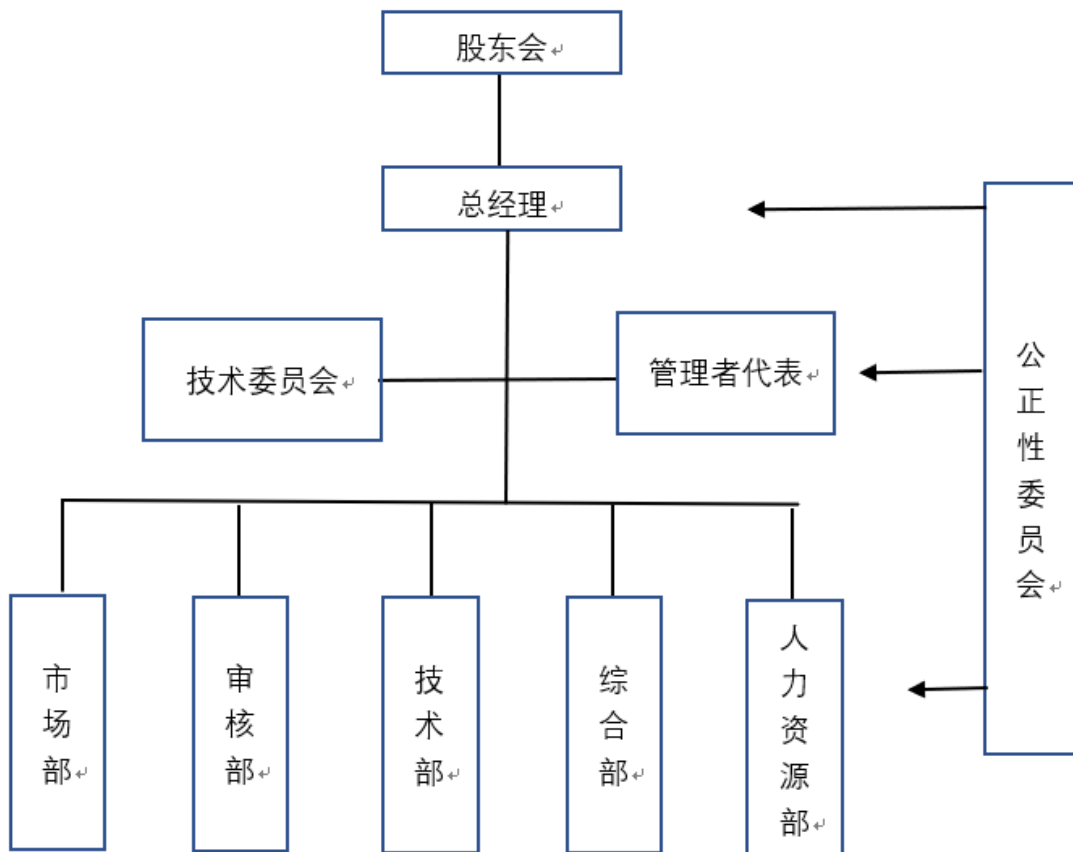 股东会
总经理
技术委员会
管理者代表
公正性委员会
市场部
审核部
技术部
综合部
人力资源部